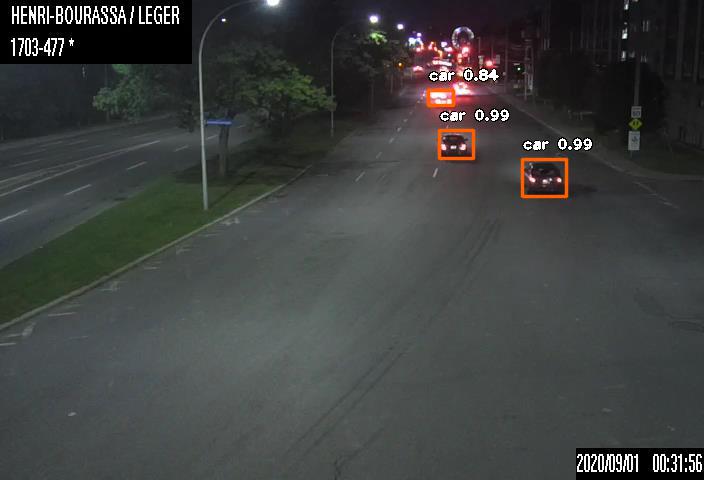 HENRI-BOURASSA / LEGER
1703-477 *
car 0.84
car 0.99
car 0.99
2020/09/01 00:31:56